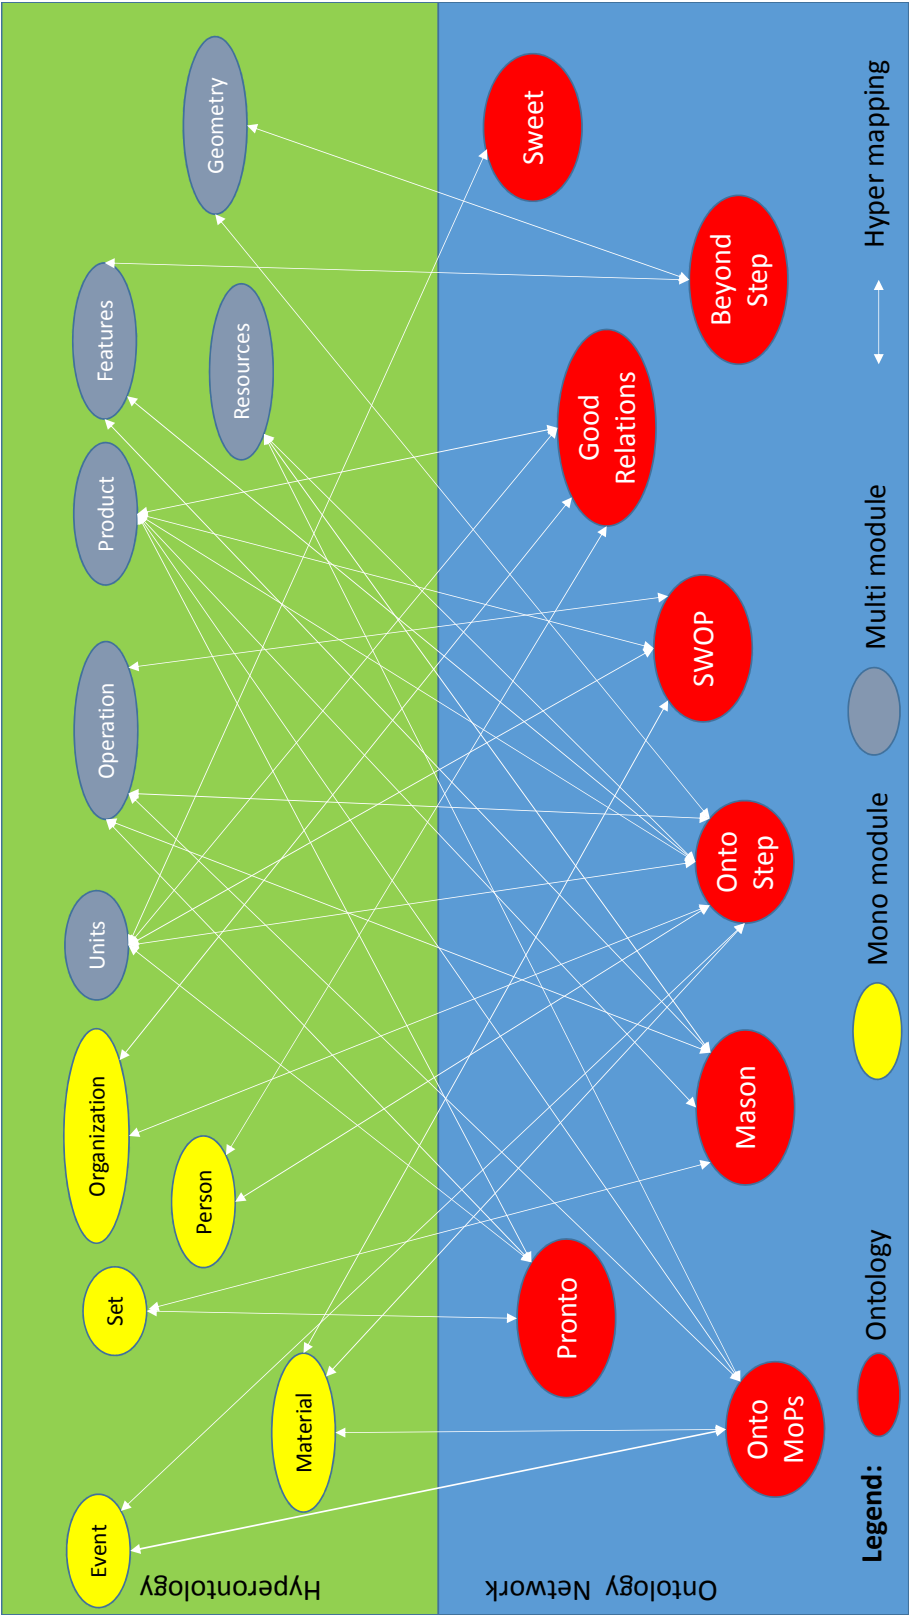 Hyperontology
Event
Material
Set
Person
Organization
Units
Operation
Product
Features
Resources
Geometry
Ontology Network
Onto
MoPs
Pronto
Mason
Onto
Step
SWOP
Good
Relations
Beyond
Step
Sweet
Legend:
Ontology
Mono module
Multi module
Hyper mapping